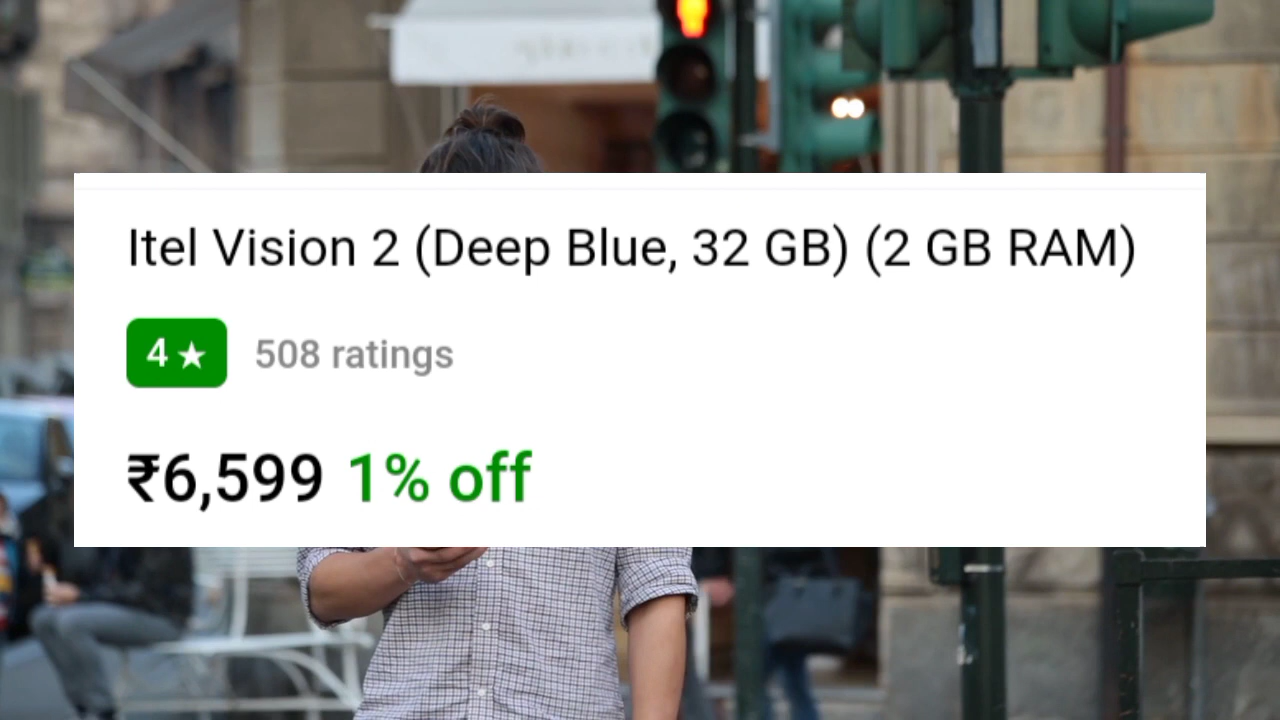 Itel Vision 2 (Deep Blue, 32 GB) (2 GB RAM)
4★ 508 ratings
₹6,599 1% off